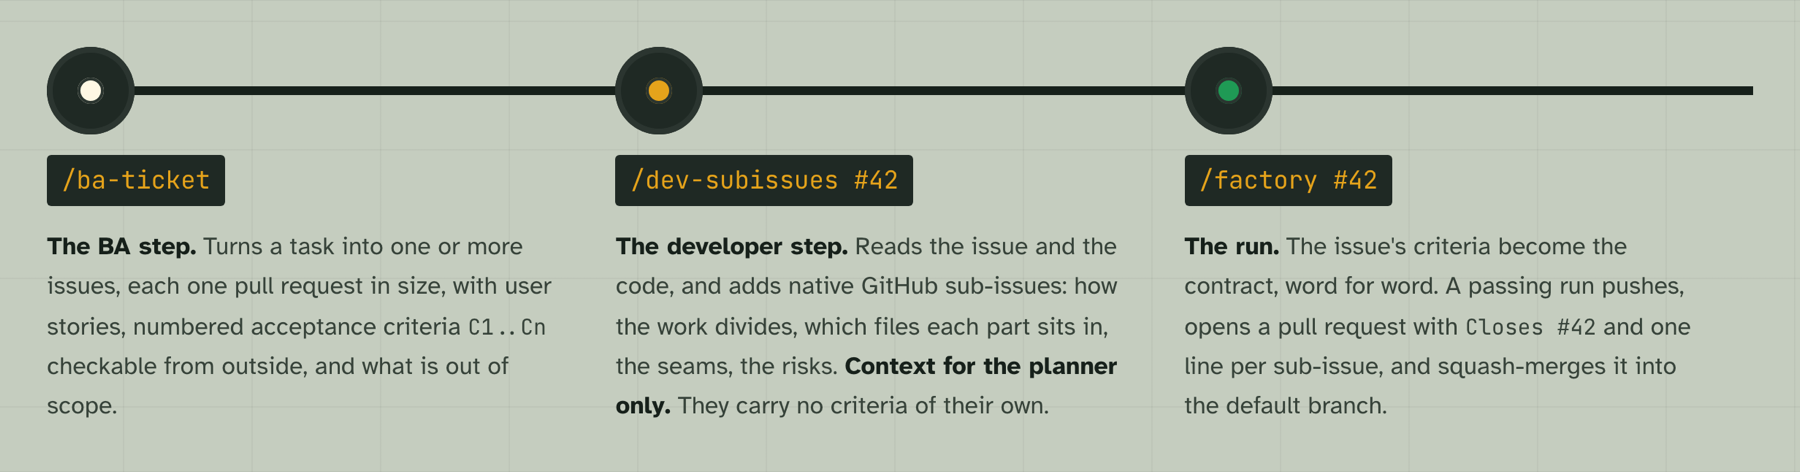 /ba-ticket
The BA step. Turns a task into one or more
issues, each one pull request in size, with user
stories, numbered acceptance criteria C1..Cn
checkable from outside, and what is out of
scope.
/dev-subissues #42
The developer step. Reads the issue and the
code, and adds native GitHub sub-issues: how
the work divides, which files each part sits in,
the seams, the risks. Context for the planner
only. They carry no criteria of their own.
/factory #42
The run. The issue's criteria become the
contract, word for word. A passing run pushes,
opens a pull request with Closes #42 and one
line per sub-issue, and squash-merges it into
the default branch.